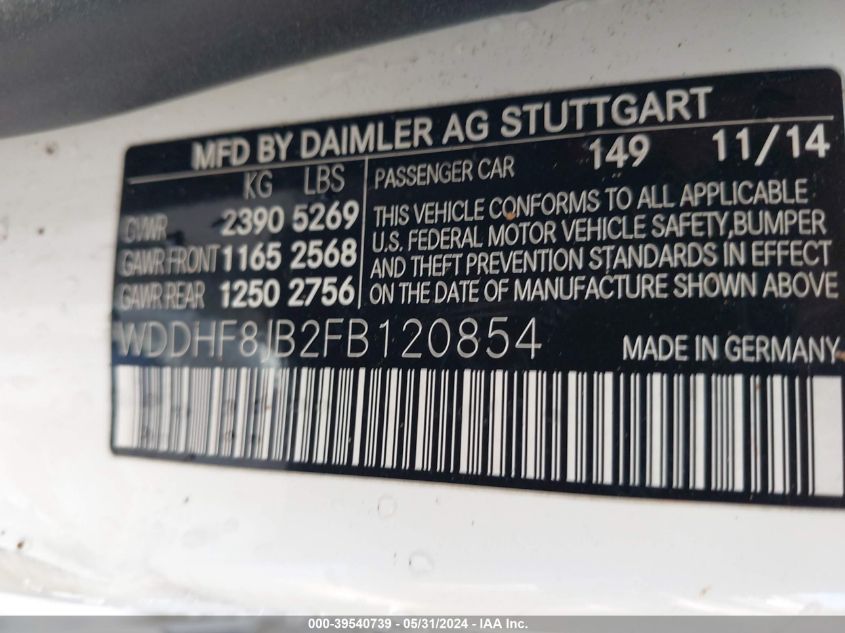 MFD BY DAIMLER AG STUTTGART
KG LBS
GVWR 2390 5269
GAWR FRONT 1165 2568
GAWR REAR 1250 2756
PASSENGER CAR 149 11/14
THIS VEHICLE CONFORMS TO ALL APPLICABLE
U.S. FEDERAL MOTOR VEHICLE SAFETY,BUMPER
AND THEFT PREVENTION STANDARDS IN EFFECT
ON THE DATE OF MANUFACTURE SHOWN ABOVE
WDDHF8JB2FB120854 MADE IN GERMANY
000-39540739 - 05/31/2024 - IAA Inc.